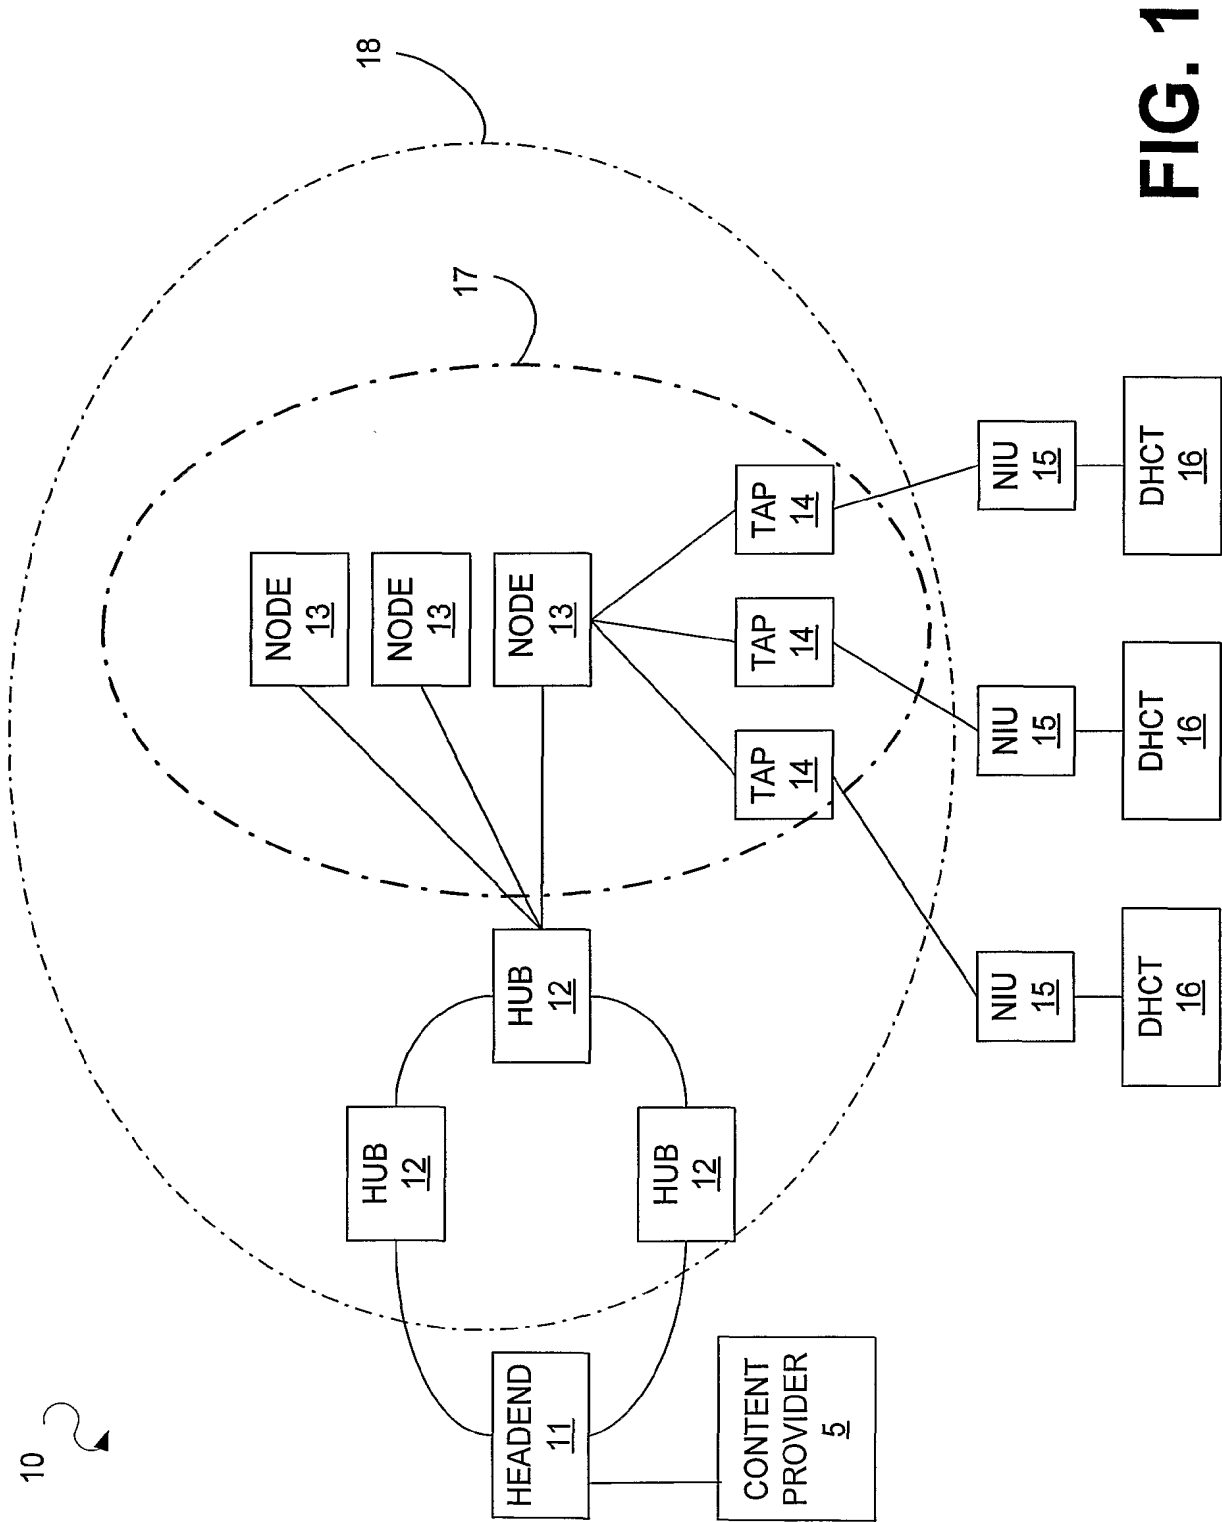 10
18
17
HEADEND
11
CONTENT
PROVIDER
5
HUB
12
HUB
12
HUB
12
NODE
13
NODE
13
NODE
13
TAP
14
TAP
14
TAP
14
NIU
15
NIU
15
NIU
15
DHCT
16
DHCT
16
DHCT
16
FIG. 1